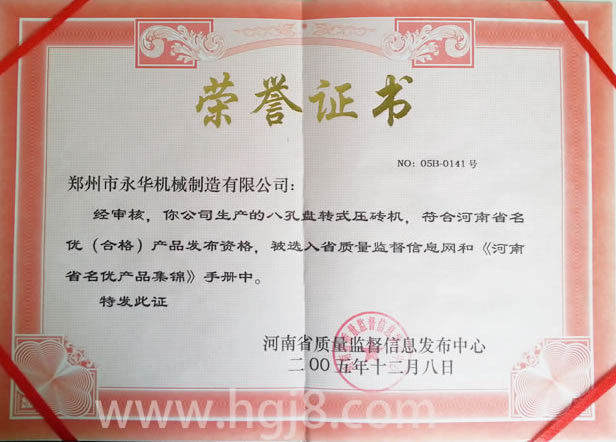 荣誉证书
NO: 05B-0141号
郑州市永华机械制造有限公司：
经审核，你公司生产的八孔盘转式压砖机，符合河南省名
优（合格）产品发布资格，被选入省质量监督信息网和《河南
省名优产品集锦》手册中。
特发此证
河南省质量监督信息发布中心
二00五年十二月八日
www.hgj8.com